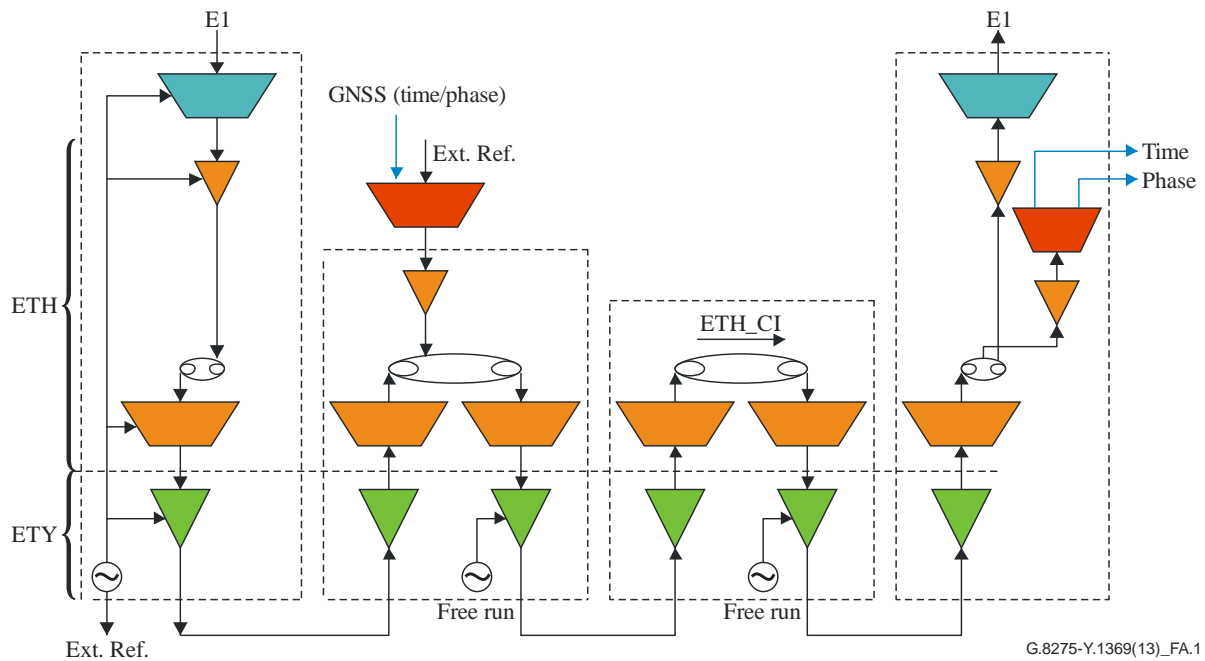 E1
E1
GNSS (time/phase)
Ext. Ref.
Time
Phase
ETH
ETH_CI
ETY
Free run
Free run
Ext. Ref.
G.8275-Y.1369(13)_FA.1